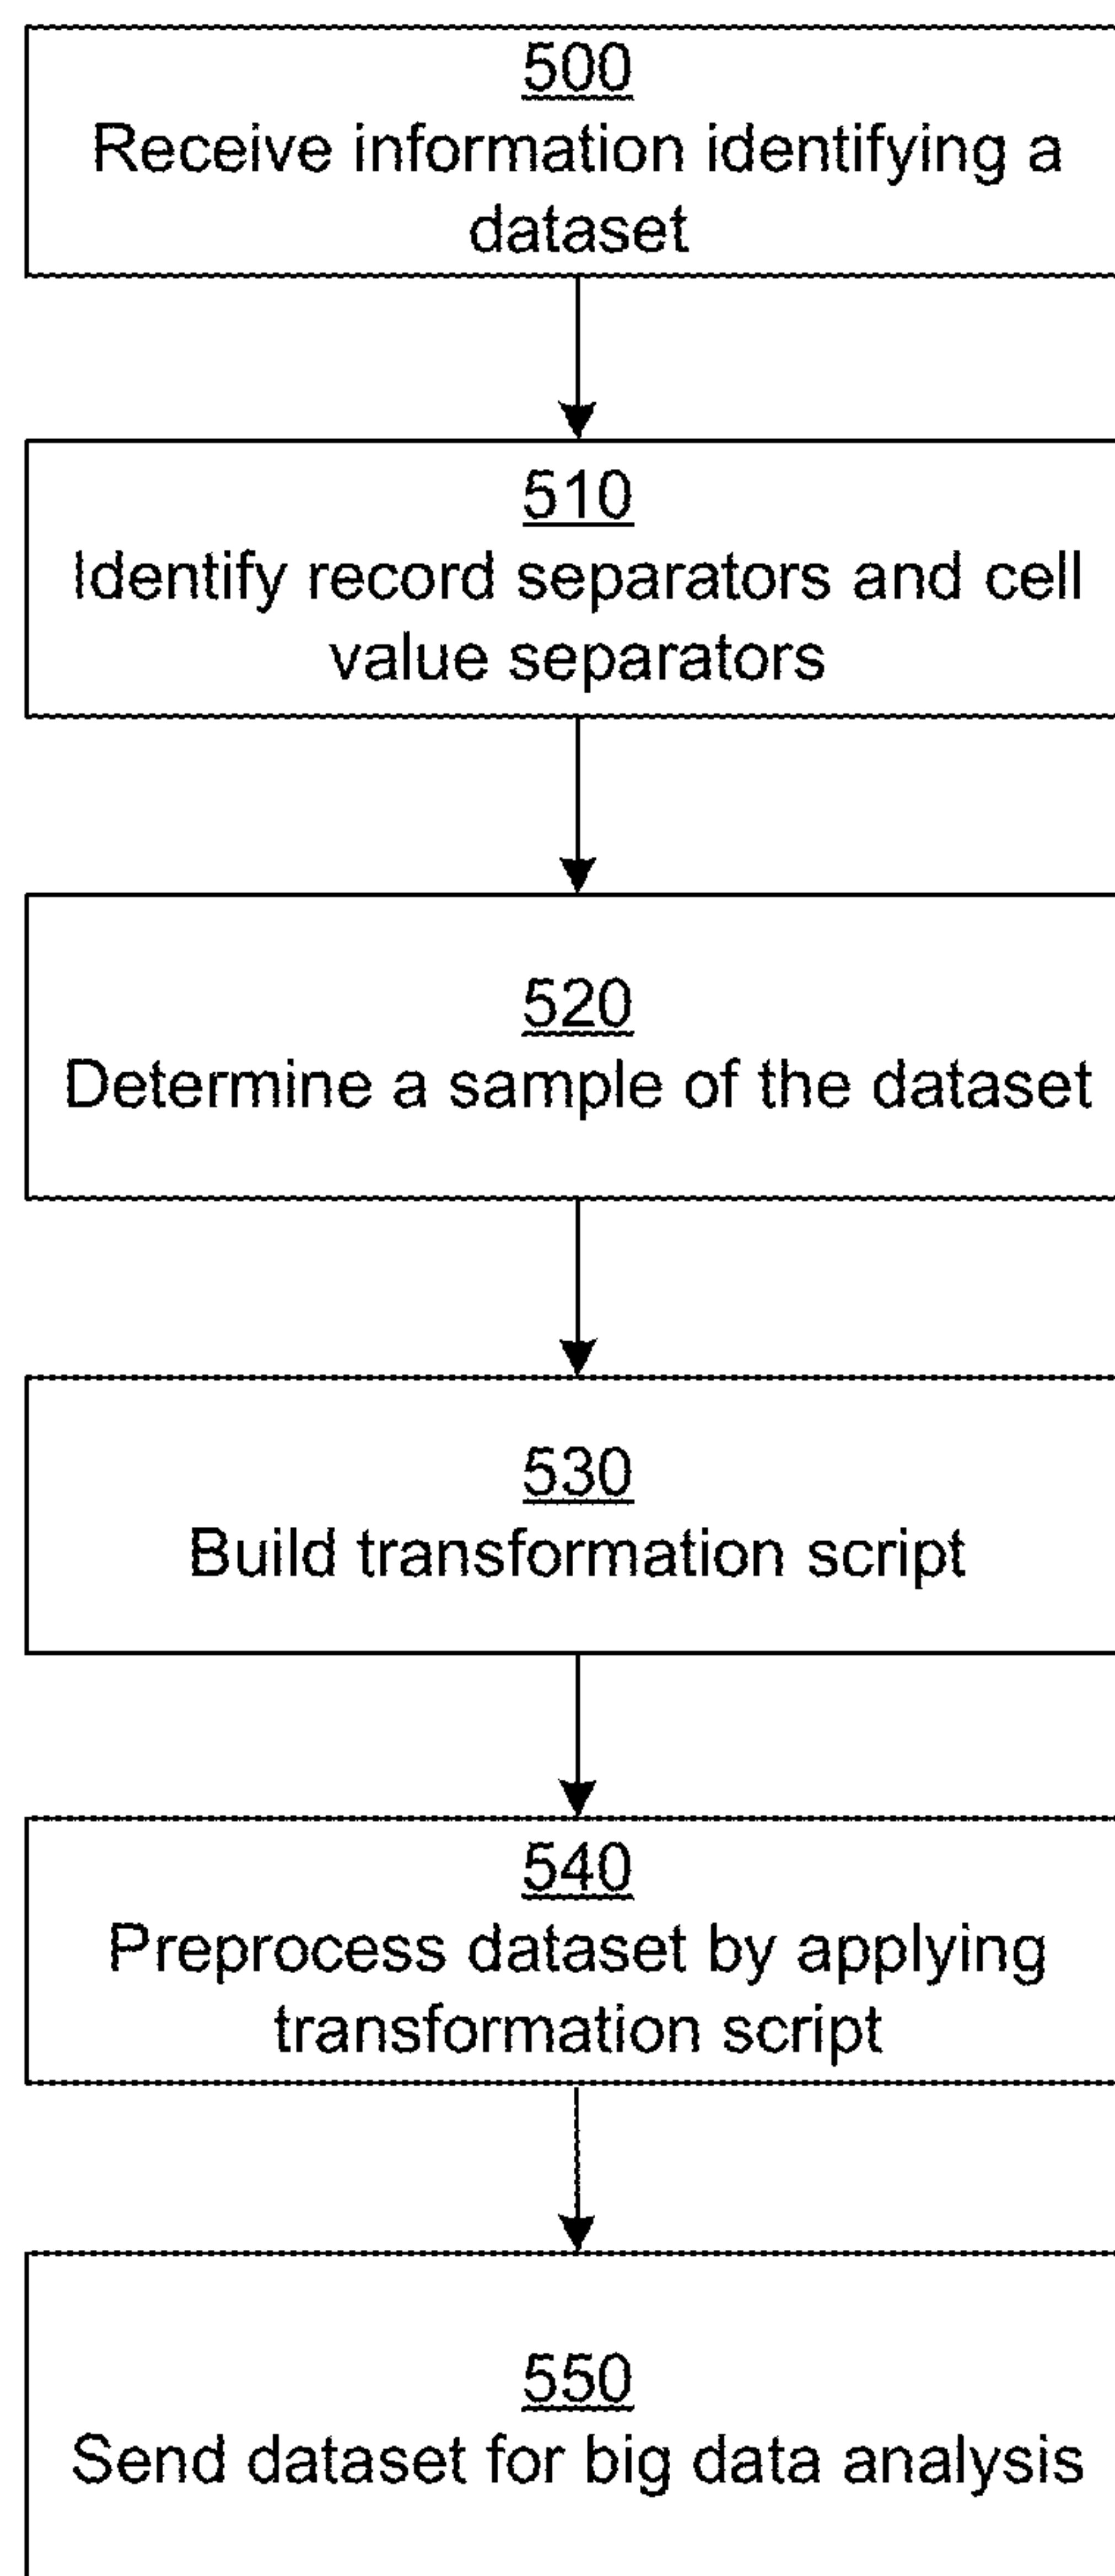 500
Receive information identifying a
dataset
510
Identify record separators and cell
value separators
520
Determine a sample of the dataset
530
Build transformation script
540
Preprocess dataset by applying
transformation script
550
Send dataset for big data analysis